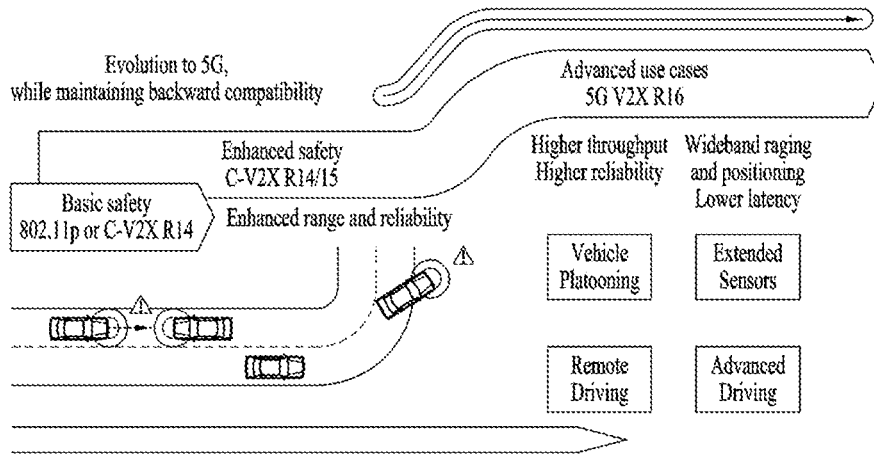 Evolution to 5G,
while maintaining backward compatibility
Advanced use cases
5G V2X R16
Enhanced safety
C-V2X R14/15
Higher throughput
Higher reliability
Wideband raging
and positioning
Lower latency
Basic safety
802.11p or C-V2X R14
Enhanced range and reliability
Vehicle
Platooning
Extended
Sensors
Remote
Driving
Advanced
Driving